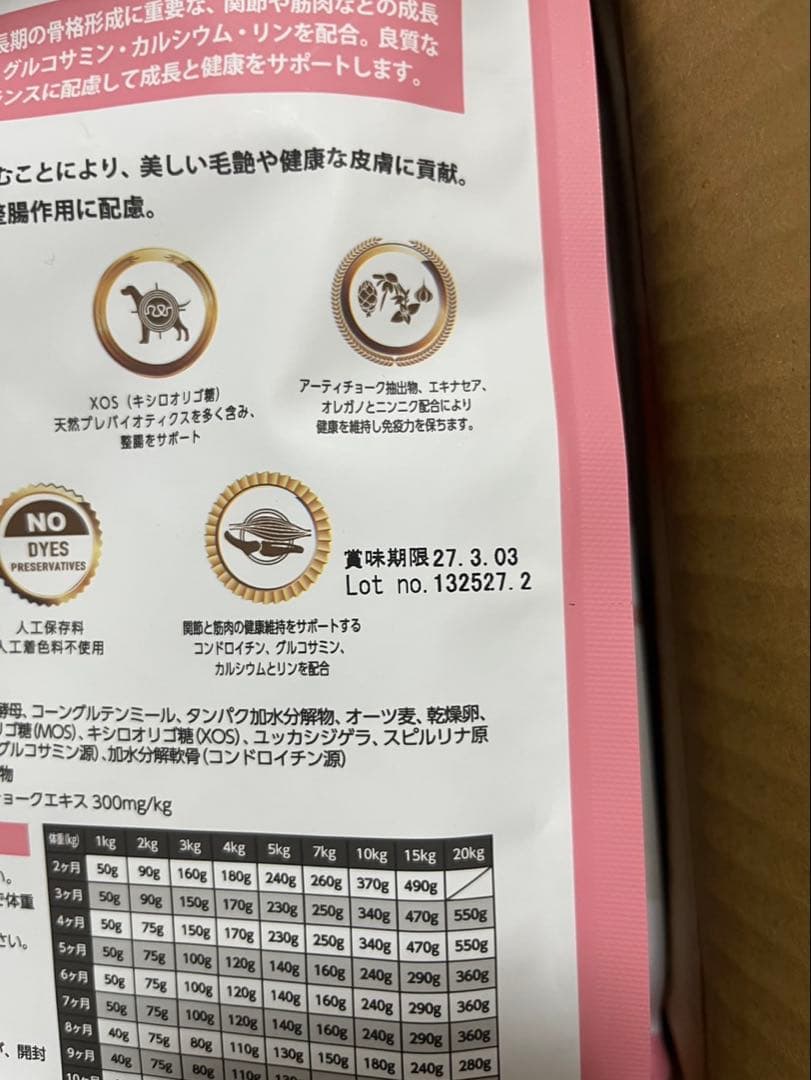 長期の骨格形成に重要な、関節や筋肉などの成長
グルコサミン・カルシウム・リンを配合。良質な
ンスに配慮して成長と健康をサポートします。
むことにより、美しい毛艶や健康な皮膚に貢献。
整腸作用に配慮。
XOS（キシロオリゴ糖）
天然プレバイオティクスを多く含み、
整腸をサポート
アーティチョーク抽出物、エキナセア、
オレガノとニンニク配合により
健康を維持し免疫力を保ちます。
NO
DYES
PRESERVATIVES
人工保存料
人工着色料不使用
関節と筋肉の健康維持をサポートする
コンドロイチン、グルコサミン、
カルシウムとリンを配合
賞味期限27.3.03
Lot no.132527.2
酵母、コーングルテンミール、タンパク加水分解物、オーツ麦、乾燥卵、
リゴ糖(MOS)、キシロオリゴ糖(XOS)、ユッカシジゲラ、スピルリナ原
グルコサミン源)、加水分解軟骨(コンドロイチン源)
物
ョークエキス 300mg/kg
体重(kg) 1kg 2kg 3kg 4kg 5kg 7kg 10kg 15kg 20kg
2ヶ月 50g 90g 160g 180g 240g 260g 370g 490g
3ヶ月 50g 90g 150g 170g 230g 250g 340g 470g 550g
4ヶ月 50g 75g 150g 170g 230g 250g 340g 470g 550g
5ヶ月 50g 75g 100g 120g 140g 160g 240g 290g 360g
6ヶ月 50g 75g 100g 120g 140g 160g 240g 290g 360g
7ヶ月 50g 75g 100g 120g 140g 160g 240g 290g 360g
8ヶ月 40g 75g 80g 110g 130g 150g 180g 240g 280g
9ヶ月 40g 75g 80g 110g
10ヶ月
い。
で体重
さい。
、開封